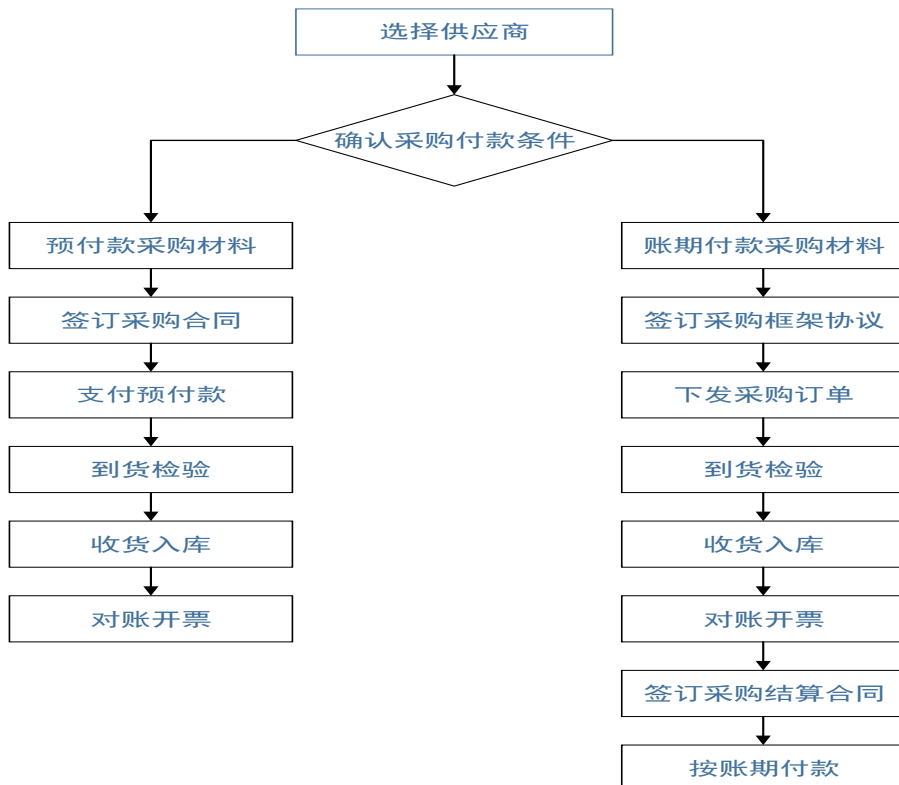 选择供应商
确认采购付款条件
预付款采购材料
签订采购合同
支付预付款
到货检验
收货入库
对账开票
账期付款采购材料
签订采购框架协议
下发采购订单
到货检验
收货入库
对账开票
签订采购结算合同
按账期付款